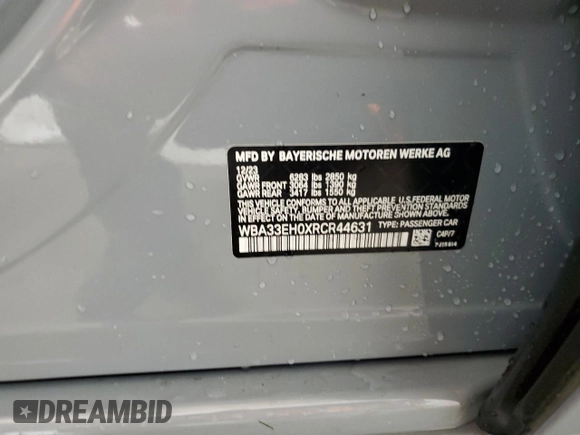 MFD BY BAYERISCHE MOTOREN WERKE AG
12/23
GVWR 6283 lbs 2850 kg
GAWR FRONT 3064 lbs 1390 kg
GAWR REAR 3417 lbs 1550 kg
THIS VEHICLE CONFORMS TO ALL APPLICABLE U.S.FEDERAL MOTOR
VEHICLE SAFETY, BUMPER, AND THEFT PREVENTION STANDARDS
IN EFFECT ON THE DATE OF MANUFACTURE SHOWN ABOVE.
WBA33EH0XRCR44631 TYPE: PASSENGER CAR
C4P/7
DREAMBID